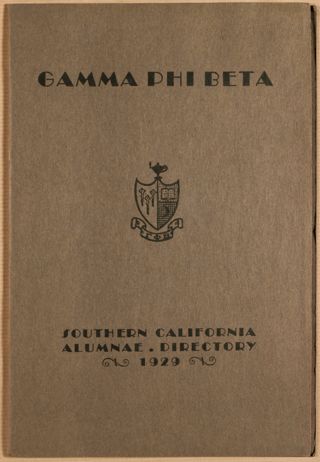 GAMMA PHI BETA
SOUTHERN CALIFORNIA
ALUMNAE . DIRECTORY
1929